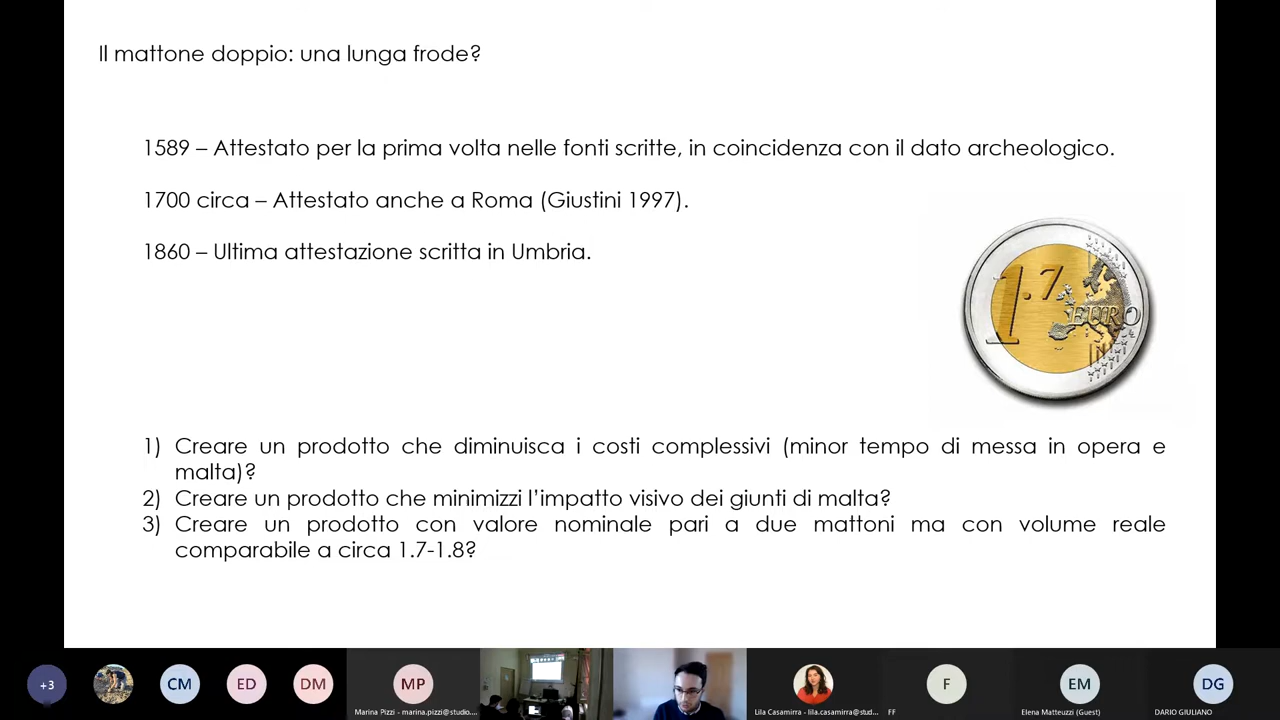 Il mattone doppio: una lunga frode?
1589 – Attestato per la prima volta nelle fonti scritte, in coincidenza con il dato archeologico.
1700 circa – Attestato anche a Roma (Giustini 1997).
1860 – Ultima attestazione scritta in Umbria.
1.7
EURO
1) Creare un prodotto che diminuisca i costi complessivi (minor tempo di messa in opera e
malta)?
2) Creare un prodotto che minimizzi l’impatto visivo dei giunti di malta?
3) Creare un prodotto con valore nominale pari a due mattoni ma con volume reale
comparabile a circa 1.7-1.8?
+3
CM
ED
DM
MP
F
EM
DG
Marina Pizzi - marina.pizzi@studio....
Lila Casamirra - lila.casamirra@stud...
FF
Elena Matteuzzi (Guest)
DARIO GIULIANO